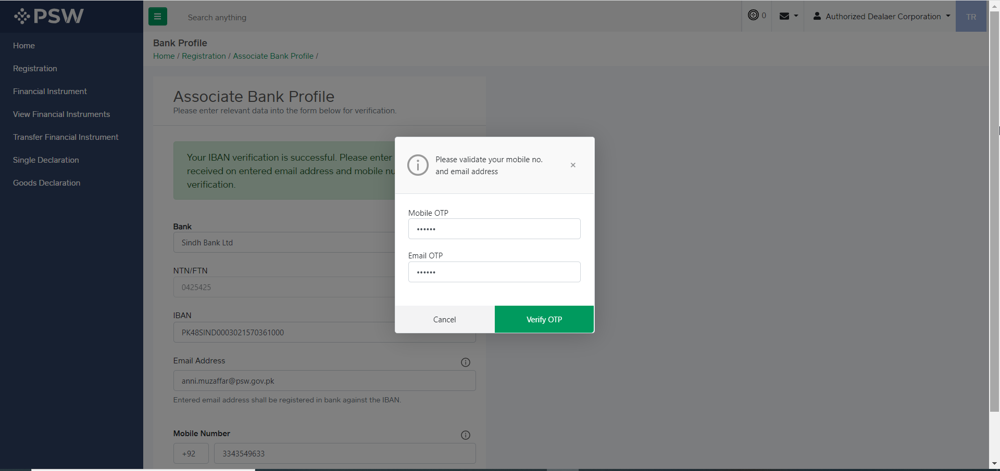 PSW
Search anything
0
Authorized Dealaer Corporation
TR
Home
Registration
Financial Instrument
View Financial Instruments
Transfer Financial Instrument
Single Declaration
Goods Declaration
Bank Profile
Home / Registration / Associate Bank Profile /
Associate Bank Profile
Please enter relevant data into the form below for verification.
Your IBAN verification is successful. Please enter
received on entered email address and mobile
verification.
Bank
Sindh Bank Ltd
NTN/FTN
0425425
IBAN
PK48SIND0003021570361000
Email Address
anni.muzaffar@psw.gov.pk
Entered email address shall be registered in bank against the IBAN.
Mobile Number
+92
3343549633
Please validate your mobile no.
and email address
×
Mobile OTP
••••••
Email OTP
••••••
Cancel
Verify OTP